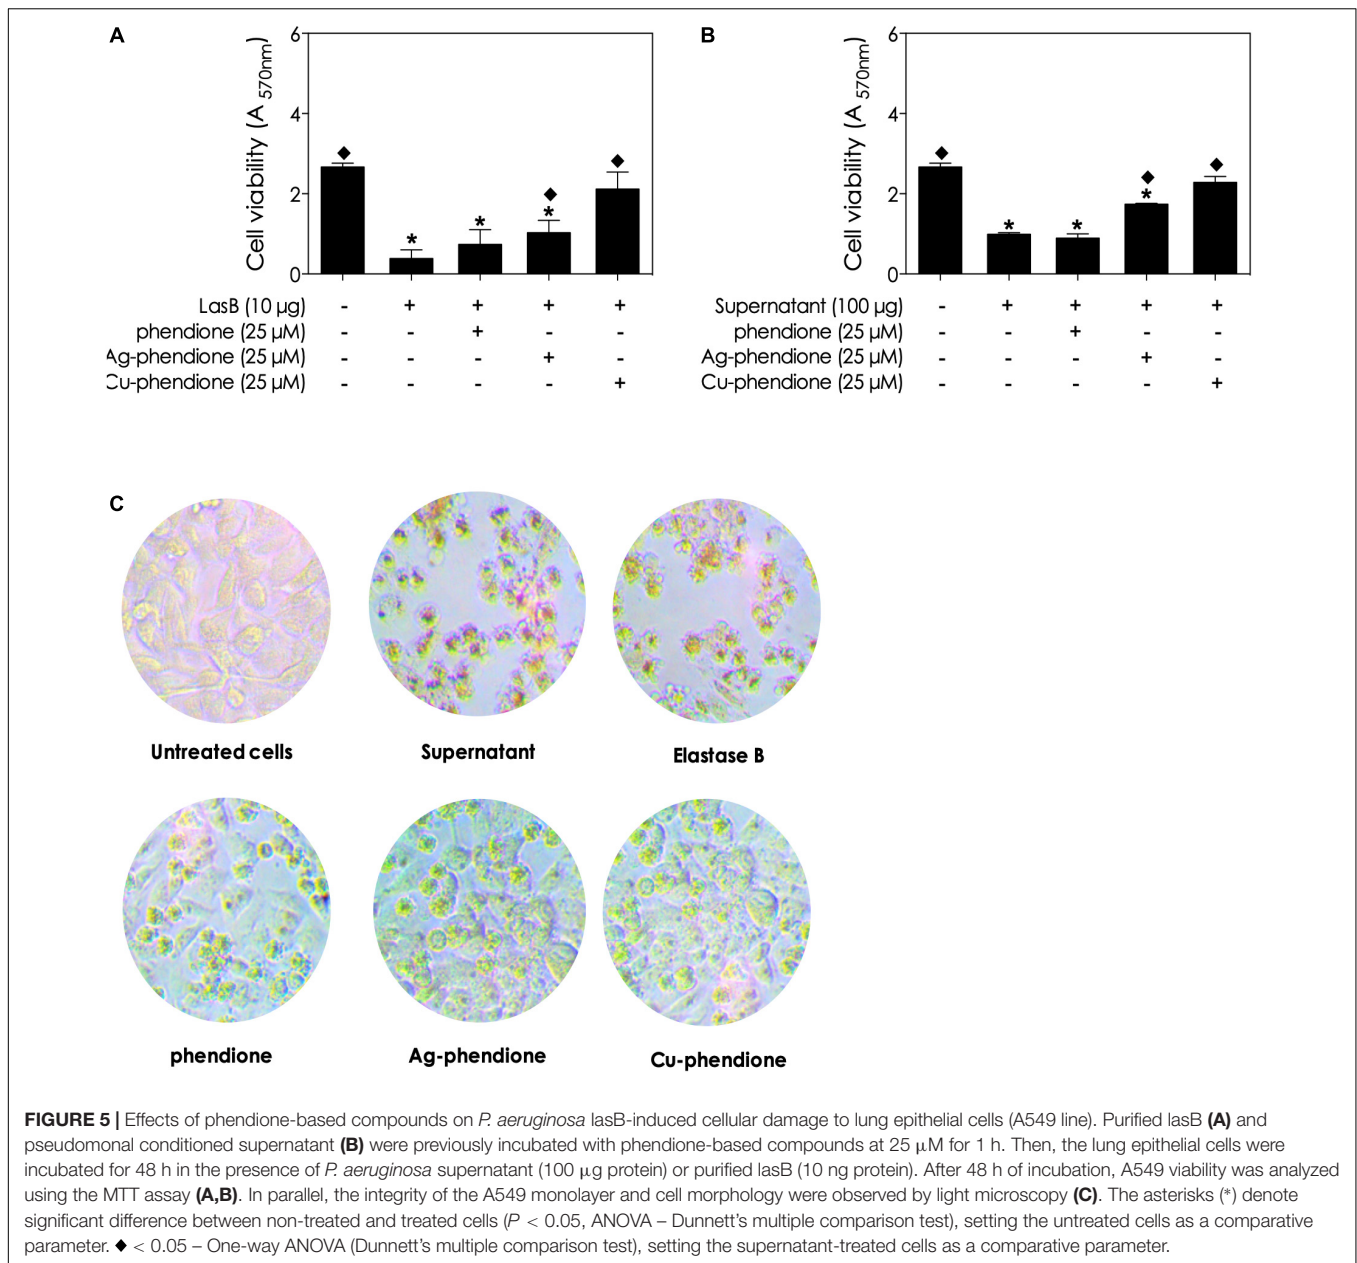 A
B
6
4
2
0
Cell viability (A 570nm)
◆ * * ◆ * ◆
LasB (10 µg) - + + + +
phendione (25 µM) - - + - -
Ag-phendione (25 µM) - - - + -
Cu-phendione (25 µM) - - - - +
6
4
2
0
Cell viability (A 570nm)
◆ * * ◆ * ◆
Supernatant (100 µg) - + + + +
phendione (25 µM) - - + - -
Ag-phendione (25 µM) - - - + -
Cu-phendione (25 µM) - - - - +
C
Untreated cells
Supernatant
Elastase B
phendione
Ag-phendione
Cu-phendione
FIGURE 5 | Effects of phendione-based compounds on P. aeruginosa lasB-induced cellular damage to lung epithelial cells (A549 line). Purified lasB (A) and
pseudomonal conditioned supernatant (B) were previously incubated with phendione-based compounds at 25 µM for 1 h. Then, the lung epithelial cells were
incubated for 48 h in the presence of P. aeruginosa supernatant (100 µg protein) or purified lasB (10 ng protein). After 48 h of incubation, A549 viability was analyzed
using the MTT assay (A,B). In parallel, the integrity of the A549 monolayer and cell morphology were observed by light microscopy (C). The asterisks (*) denote
significant difference between non-treated and treated cells (P < 0.05, ANOVA – Dunnett's multiple comparison test), setting the untreated cells as a comparative
parameter. ◆ < 0.05 – One-way ANOVA (Dunnett's multiple comparison test), setting the supernatant-treated cells as a comparative parameter.